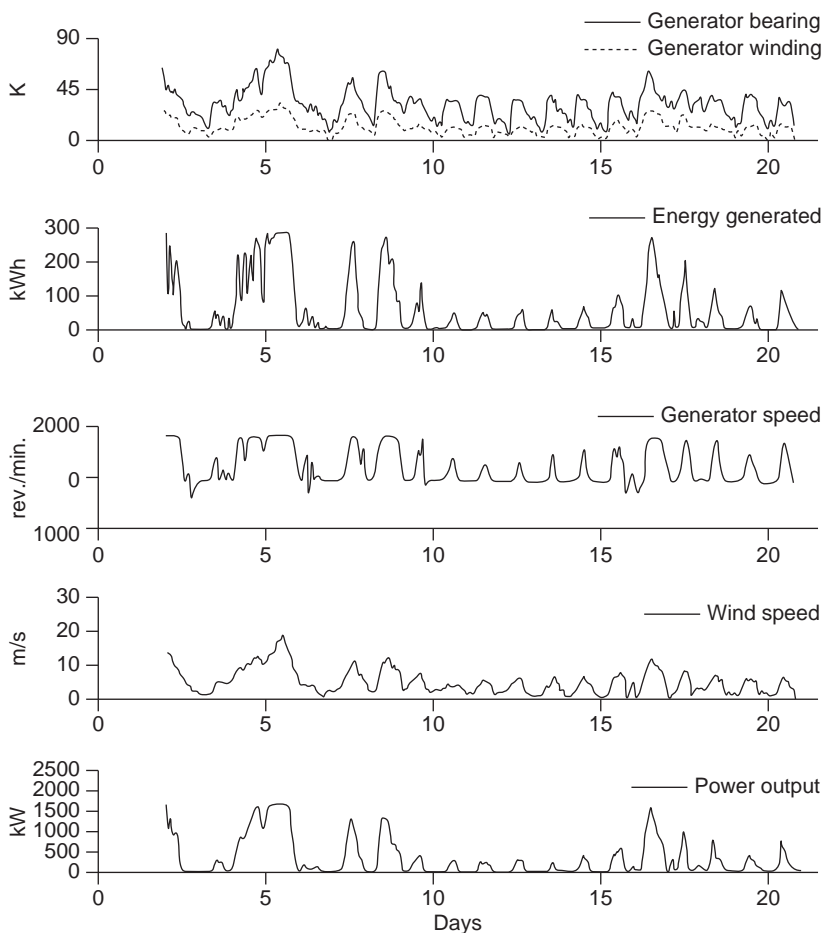 Generator bearing
Generator winding
90
45
0
K
0 5 10 15 20
Energy generated
300
200
100
0
kWh
0 5 10 15 20
Generator speed
2000
0
1000
rev./min.
0 5 10 15 20
Wind speed
30
20
10
0
m/s
0 5 10 15 20
Power output
2500
2000
1500
1000
500
0
kW
0 5 10 15 20
Days